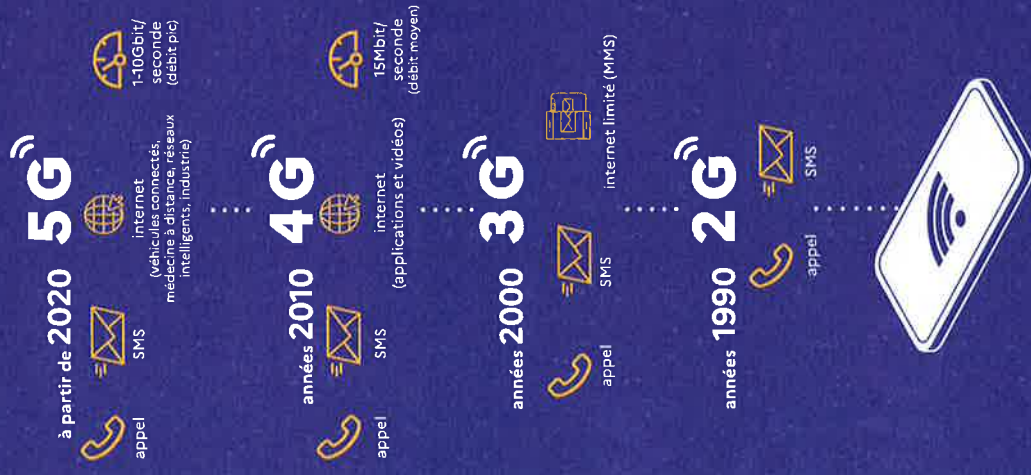 à partir de 2020 5G
appel
SMS
internet
(véhicules connectés,
médecine à distance, réseaux
intelligents, industrie)
1-10Gbit/
seconde
(débit pic)
années 2010 4G
appel
SMS
internet
(applications et vidéos)
15Mbit/
seconde
(débit moyen)
années 2000 3G
appel
SMS
internet limité (MMS)
années 1990 2G
appel
SMS